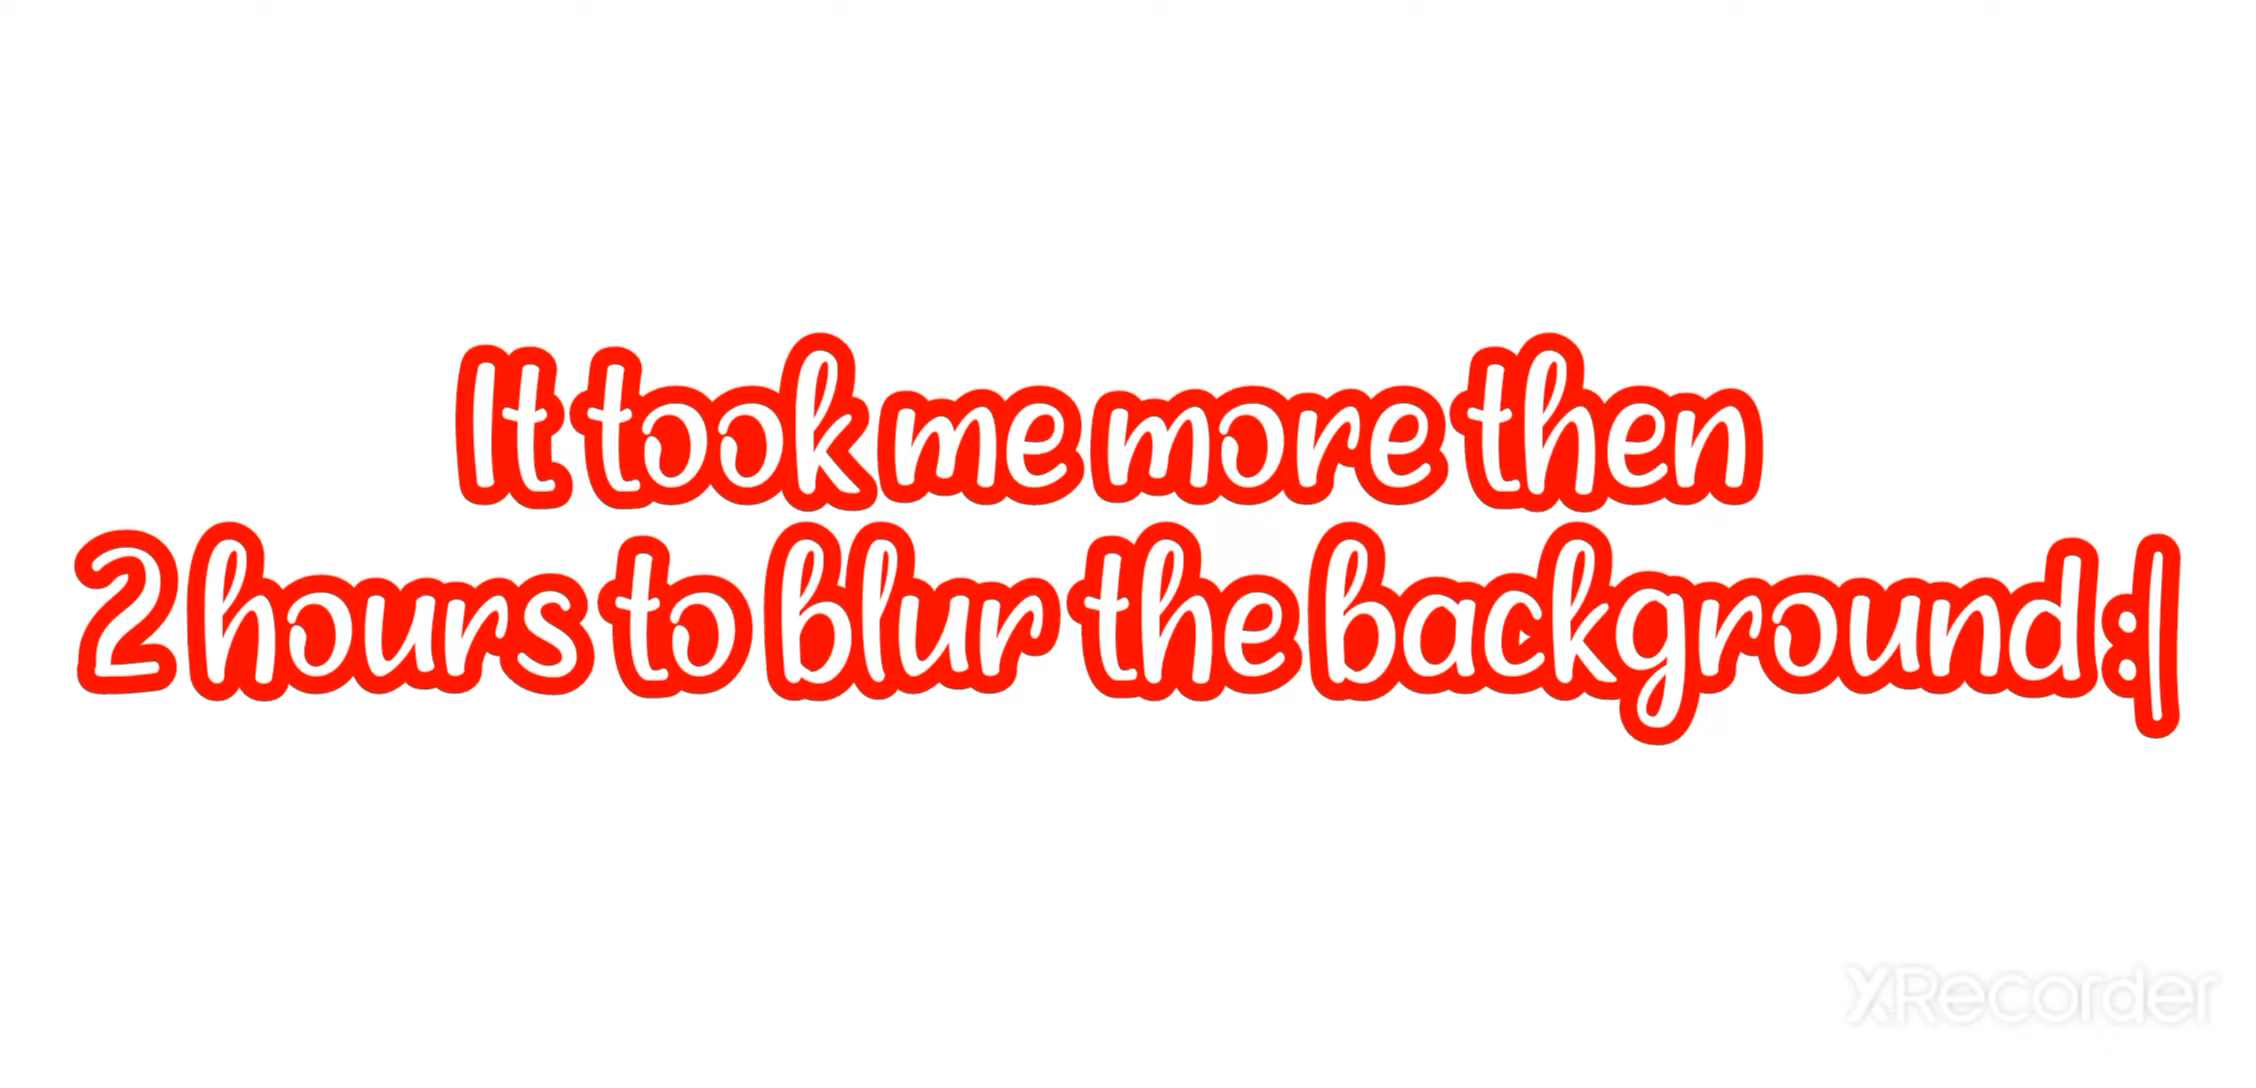 It took me more then
2 hours to blur the background :|
XRecorder